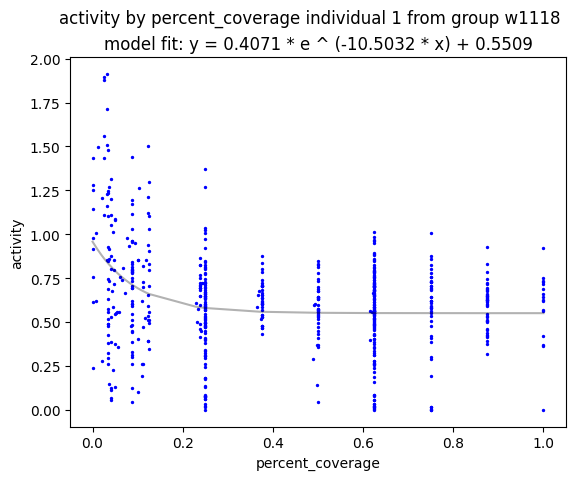 activity by percent_coverage individual 1 from group w1118
model fit: y = 0.4071 * e ^ (-10.5032 * x) + 0.5509
2.00
1.75
1.50
1.25
1.00
0.75
0.50
0.25
0.00
activity
0.0 0.2 0.4 0.6 0.8 1.0
percent_coverage